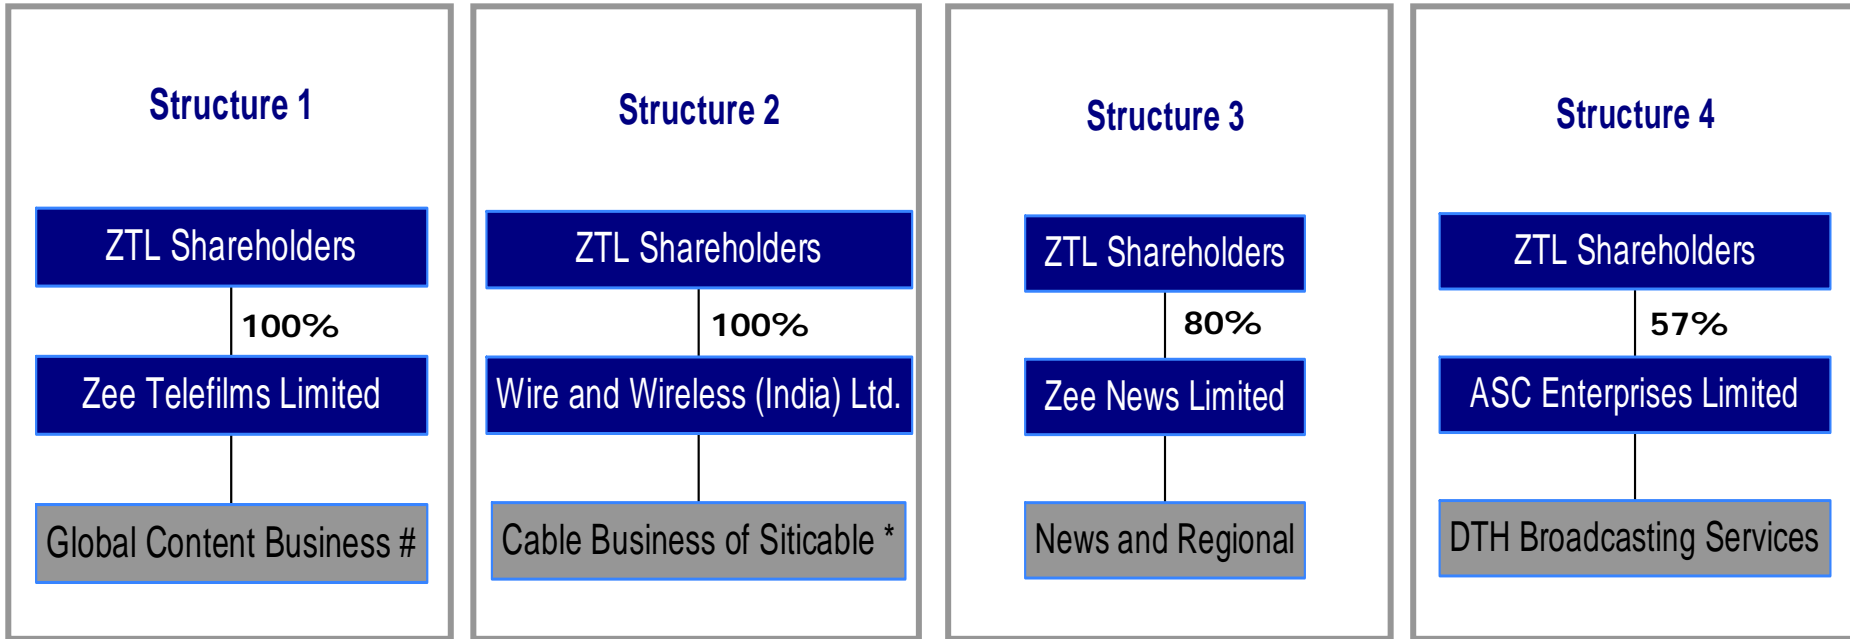 Structure 1
ZTL Shareholders
100%
Zee Telefilms Limited
Global Content Business #
Structure 2
ZTL Shareholders
100%
Wire and Wireless (India) Ltd.
Cable Business of Siticable *
Structure 3
ZTL Shareholders
80%
Zee News Limited
News and Regional
Structure 4
ZTL Shareholders
57%
ASC Enterprises Limited
DTH Broadcasting Services